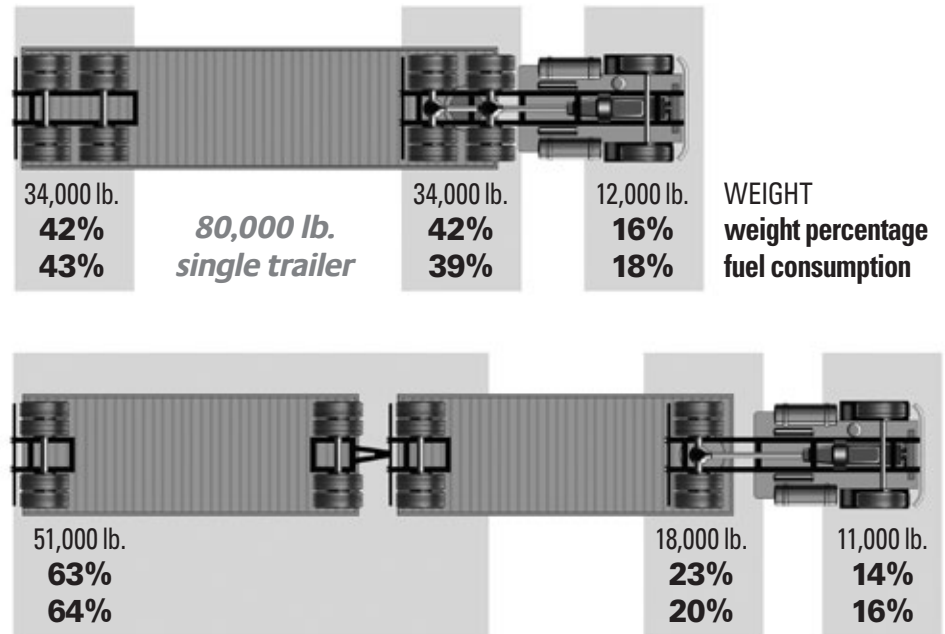 34,000 lb. 34,000 lb. 12,000 lb. WEIGHT
42% 80,000 lb. 42% 16% weight percentage
43% single trailer 39% 18% fuel consumption
51,000 lb. 18,000 lb. 11,000 lb.
63% 23% 14%
64% 20% 16%